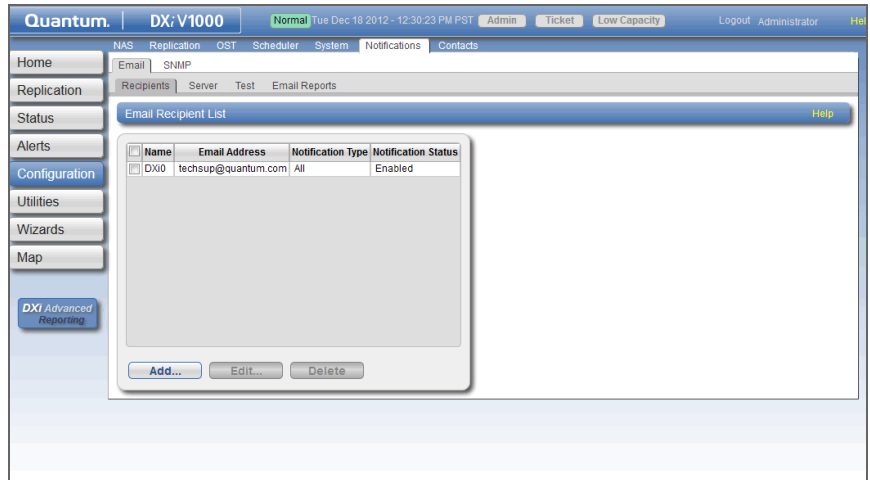 Quantum. DXi V1000 Normal Tue Dec 18 2012 - 12:30:23 PM PST Admin Ticket Low Capacity Logout Administrator Hel
NAS Replication OST Scheduler System Notifications Contacts
Home
Email SNMP
Replication
Recipients Server Test Email Reports
Status
Email Recipient List Help
Alerts
Name Email Address Notification Type Notification Status
DXi0 techsup@quantum.com All Enabled
Configuration
Utilities
Wizards
Map
DXi Advanced
Reporting
Add... Edit... Delete